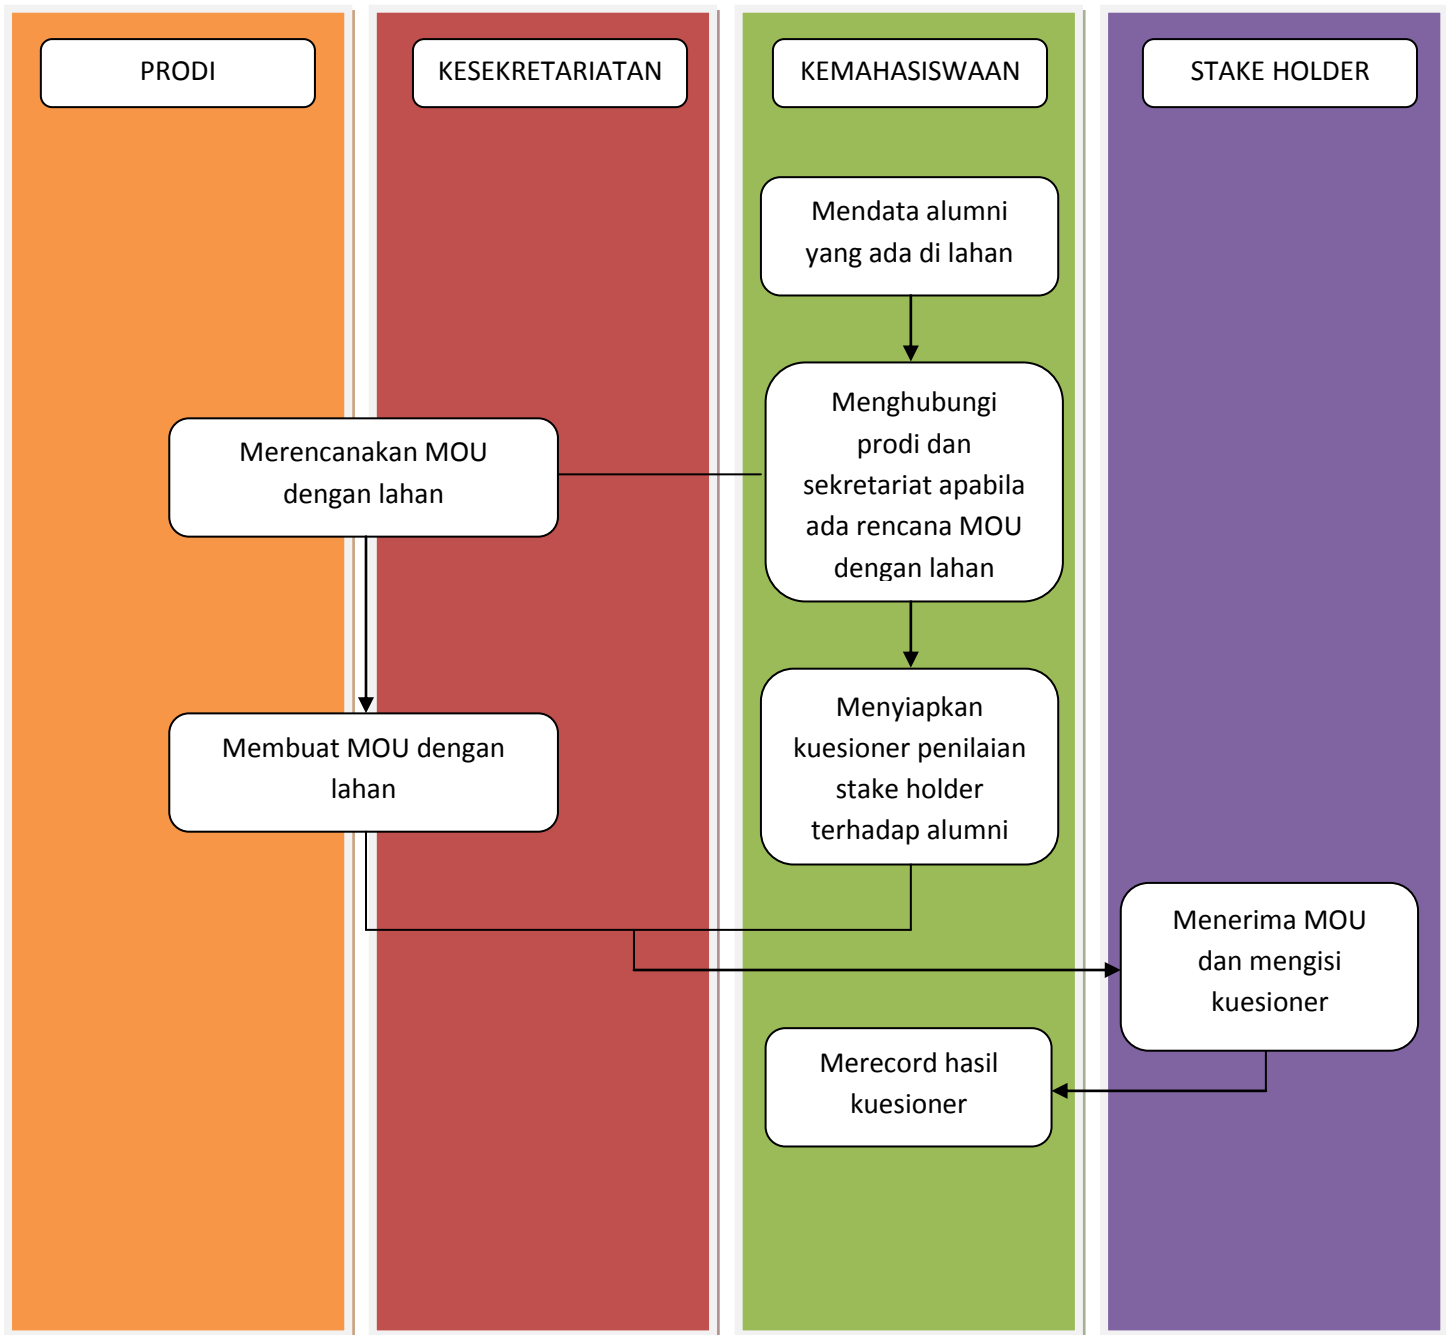 PRODI
KESEKRETARIATAN
KEMAHASISWAAN
STAKE HOLDER
Mendata alumni
yang ada di lahan
Menghubungi
prodi dan
sekretariat apabila
ada rencana MOU
dengan lahan
Merencanakan MOU
dengan lahan
Menyiapkan
kuesioner penilaian
stake holder
terhadap alumni
Membuat MOU dengan
lahan
Menerima MOU
dan mengisi
kuesioner
Merecord hasil
kuesioner